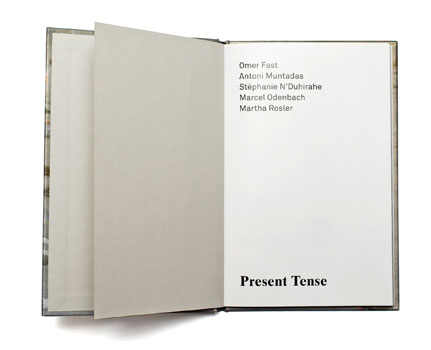 Omer Fast
Antoni Muntadas
Stéphanie N'Duhirahe
Marcel Odenbach
Martha Rosler
Present Tense